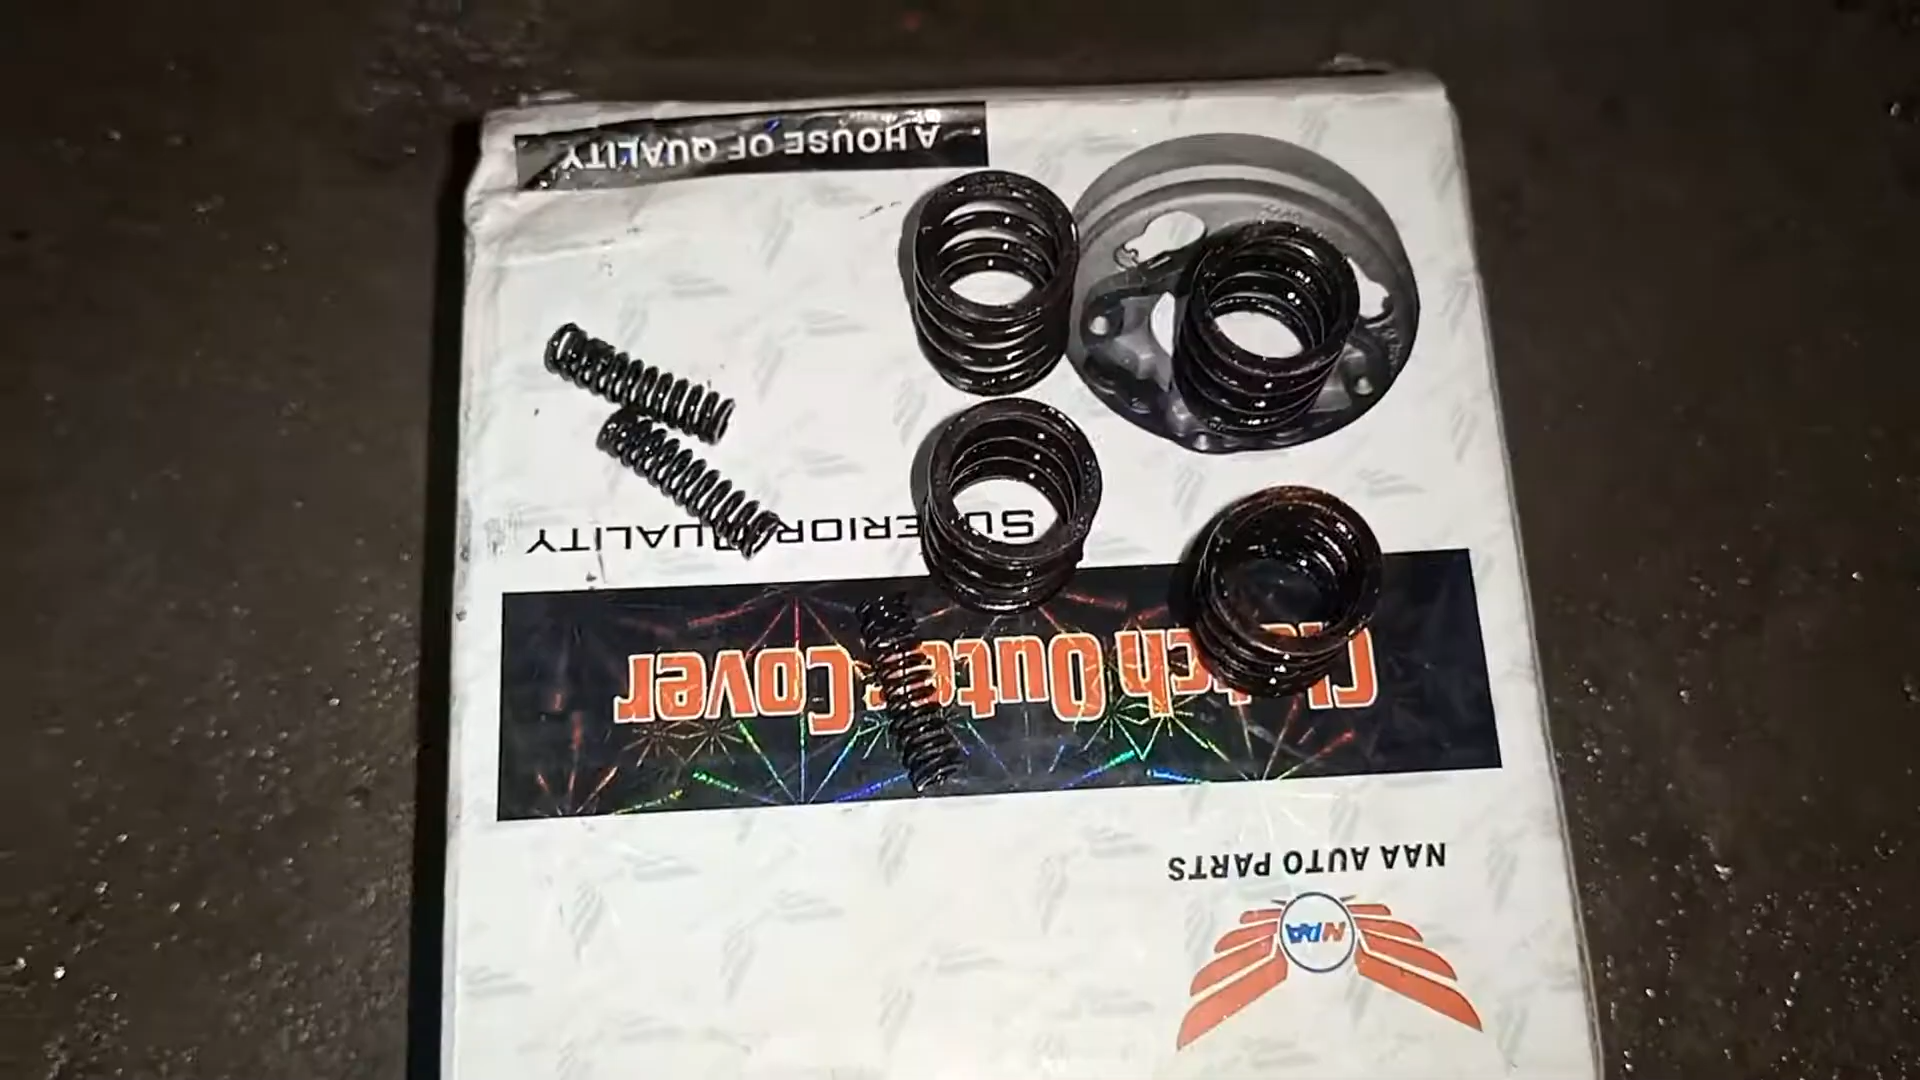 NAA
NAA AUTO PARTS
Clutch Outer Cover
SUPERIOR QUALITY
A HOUSE OF QUALITY